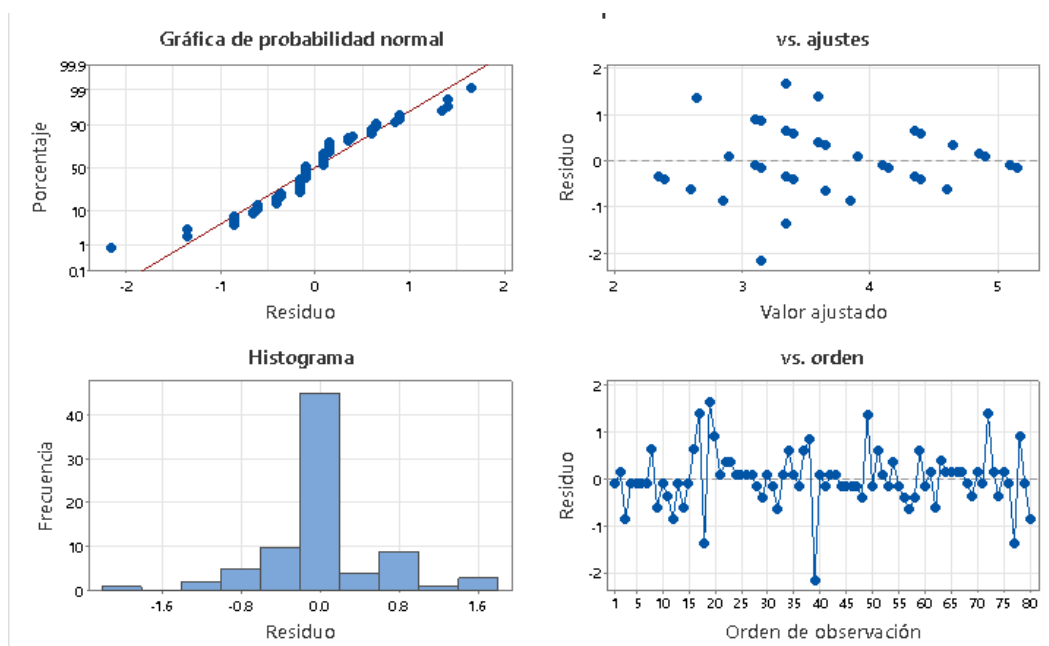 Gráfica de probabilidad normal
99.9
99
90
50
10
1
0.1
Porcentaje
-2
-1
0
1
2
Residuo
vs. ajustes
2
1
0
-1
-2
Residuo
2
3
4
5
Valor ajustado
Histograma
40
30
20
10
0
Frecuencia
-1.6
-0.8
0.0
0.8
1.6
Residuo
vs. orden
2
1
0
-1
-2
Residuo
1 5 10 15 20 25 30 35 40 45 50 55 60 65 70 75 80
Orden de observación